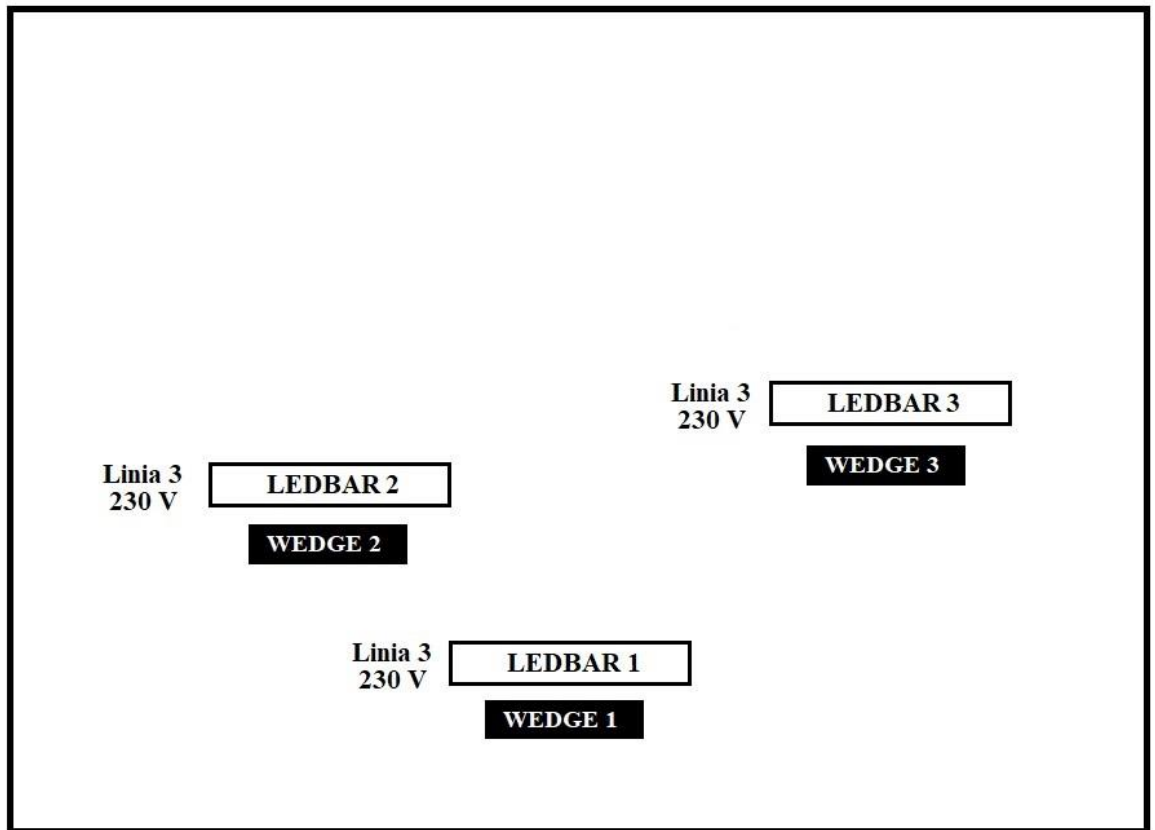 Linia 3
230 V
LEDBAR 3
WEDGE 3
Linia 3
230 V
LEDBAR 2
WEDGE 2
Linia 3
230 V
LEDBAR 1
WEDGE 1